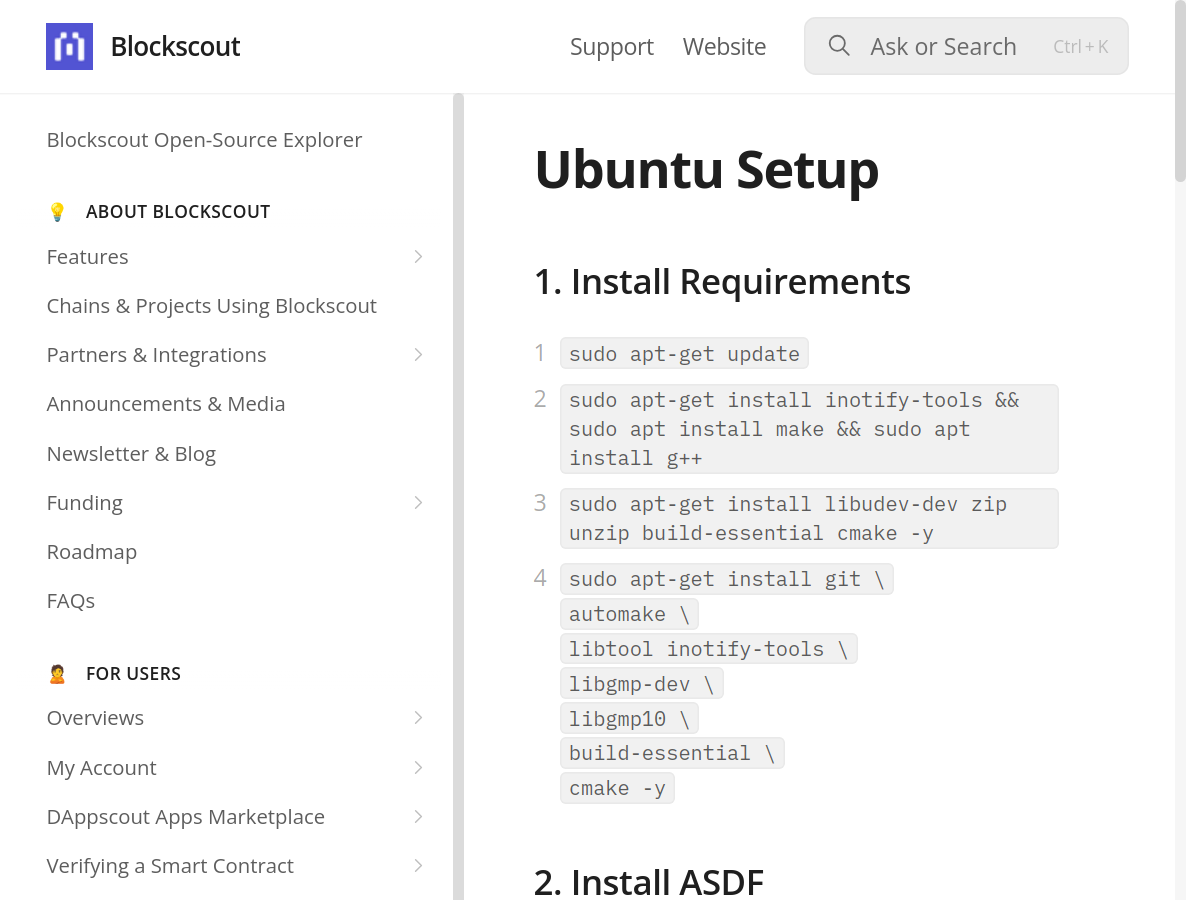 Blockscout
Support
Website
Ask or Search
Ctrl + K
Blockscout Open-Source Explorer
ABOUT BLOCKSCOUT
Features
Chains & Projects Using Blockscout
Partners & Integrations
Announcements & Media
Newsletter & Blog
Funding
Roadmap
FAQs
FOR USERS
Overviews
My Account
DAppscout Apps Marketplace
Verifying a Smart Contract
Ubuntu Setup
1. Install Requirements
1 sudo apt-get update
2 sudo apt-get install inotify-tools &&
sudo apt install make && sudo apt
install g++
3 sudo apt-get install libudev-dev zip
unzip build-essential cmake -y
4 sudo apt-get install git \
automake \
libtool inotify-tools \
libgmp-dev \
libgmp10 \
build-essential \
cmake -y
2. Install ASDF